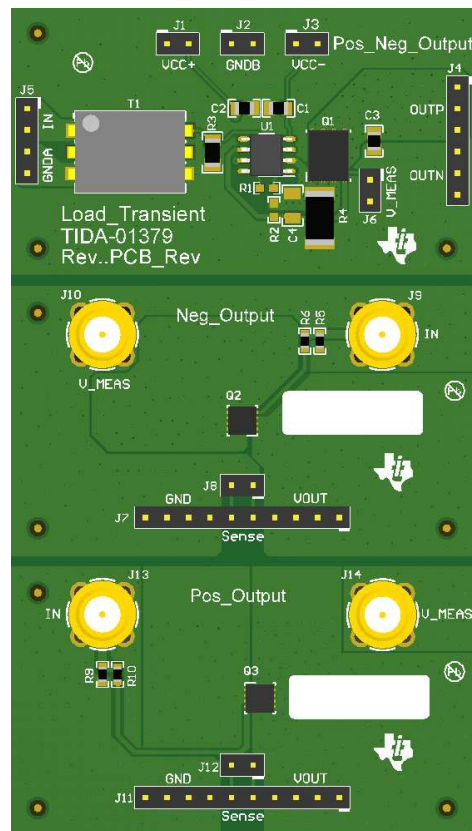 J1 J2 J3
VCC+ GNDB VCC-
Pos_Neg_Output
Pb
J5
IN
GNDA
T1
C2 C1
R3
U1
Q1
C3
J4
OUTP
OUTN
R1
R2
C4
R4
J6
V_MEAS
Load_Transient
TIDA-01379
Rev..PCB_Rev
J10
V_MEAS
Neg_Output
R6 R5
J9
IN
Pb
Q2
J8
GND VOUT
J7
Sense
J13
IN
Pos_Output
J14
V_MEAS
R9 R10
Q3
Pb
J12
GND VOUT
J11
Sense